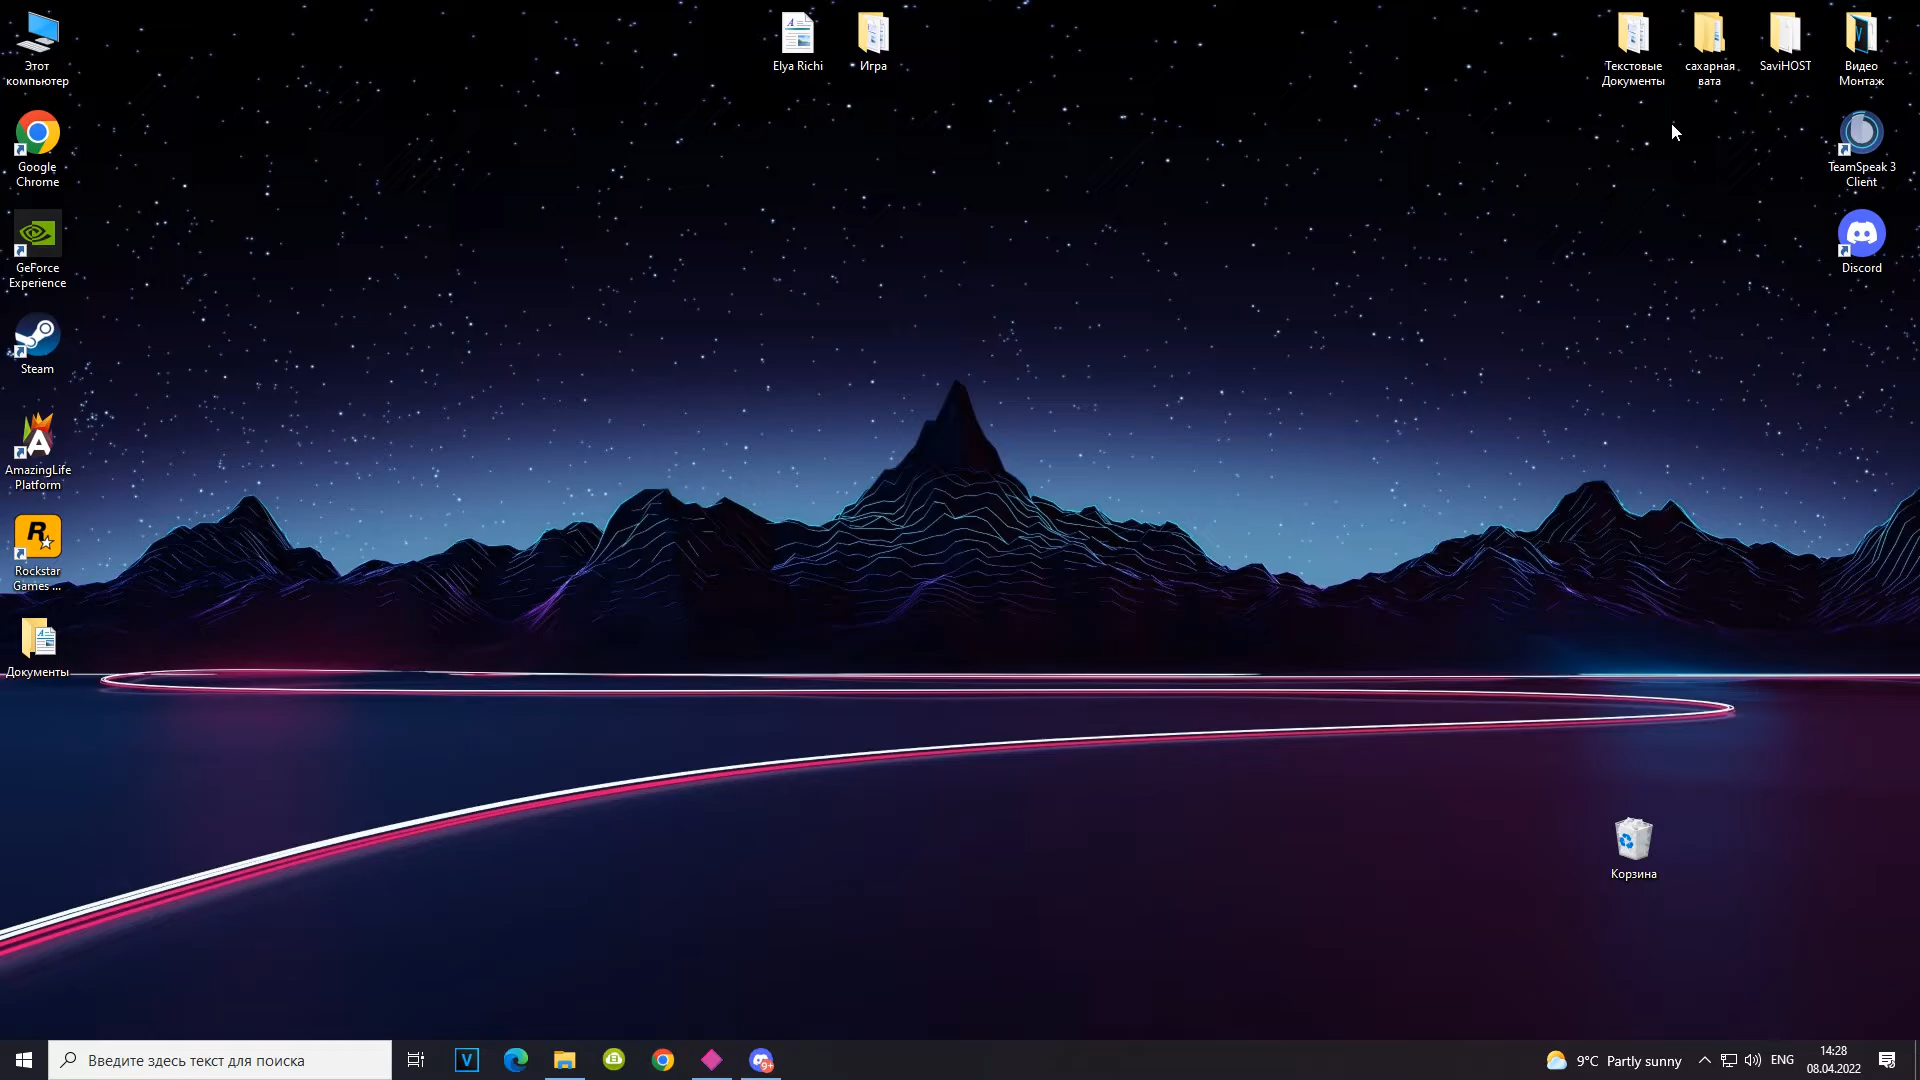 Этот
компьютер
Google
Chrome
GeForce
Experience
Steam
AmazingLife
Platform
Rockstar
Games ...
Документы
Elya Richi
Игра
Текстовые
Документы
сахарная
вата
SaviHOST
Видео
Монтаж
TeamSpeak 3
Client
Discord
Корзина
Введите здесь текст для поиска
V
9+
9°C Partly sunny
ENG
14:28
08.04.2022